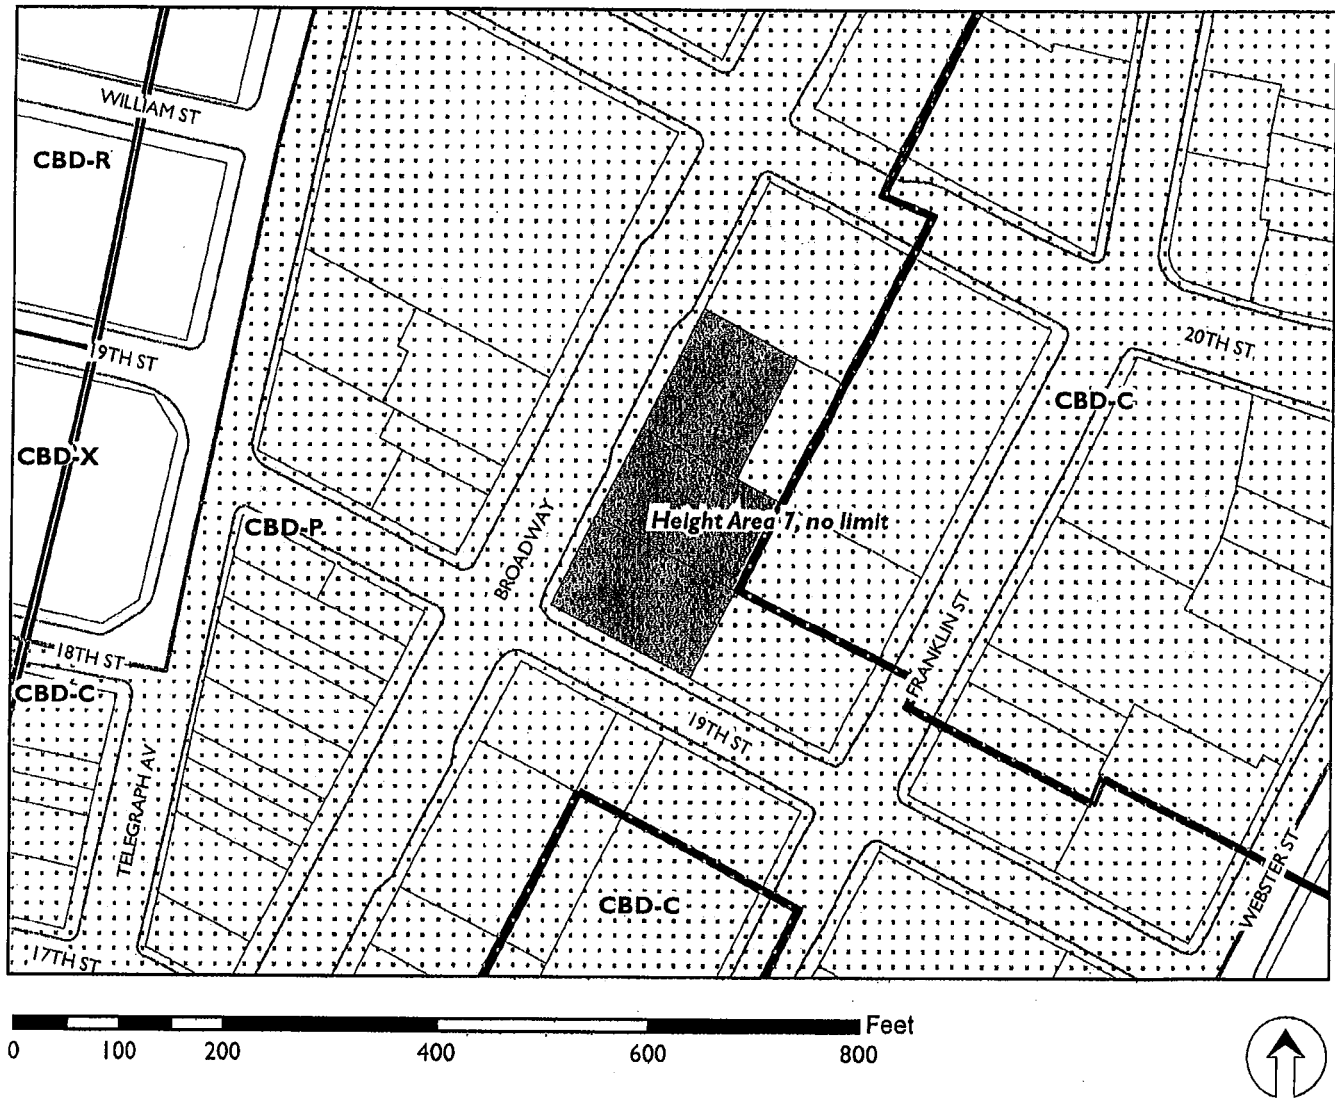 WILLIAM ST
CBD-R
9TH ST
20TH ST
CBD-C
CBD-X
BROADWAY
CBD-P
Height Area 7, no limit
FRANKLIN ST
18TH ST
CBD-C
19TH ST
TELEGRAPH AV
WEBSTER ST
CBD-C
17TH ST
Feet
0 100 200 400 600 800